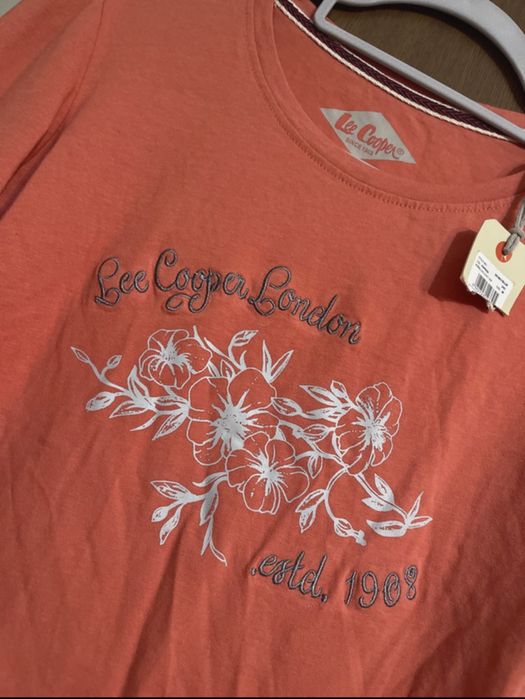 Lee Cooper®
SINCE 1908
Lee Cooper, London
.estd. 1908